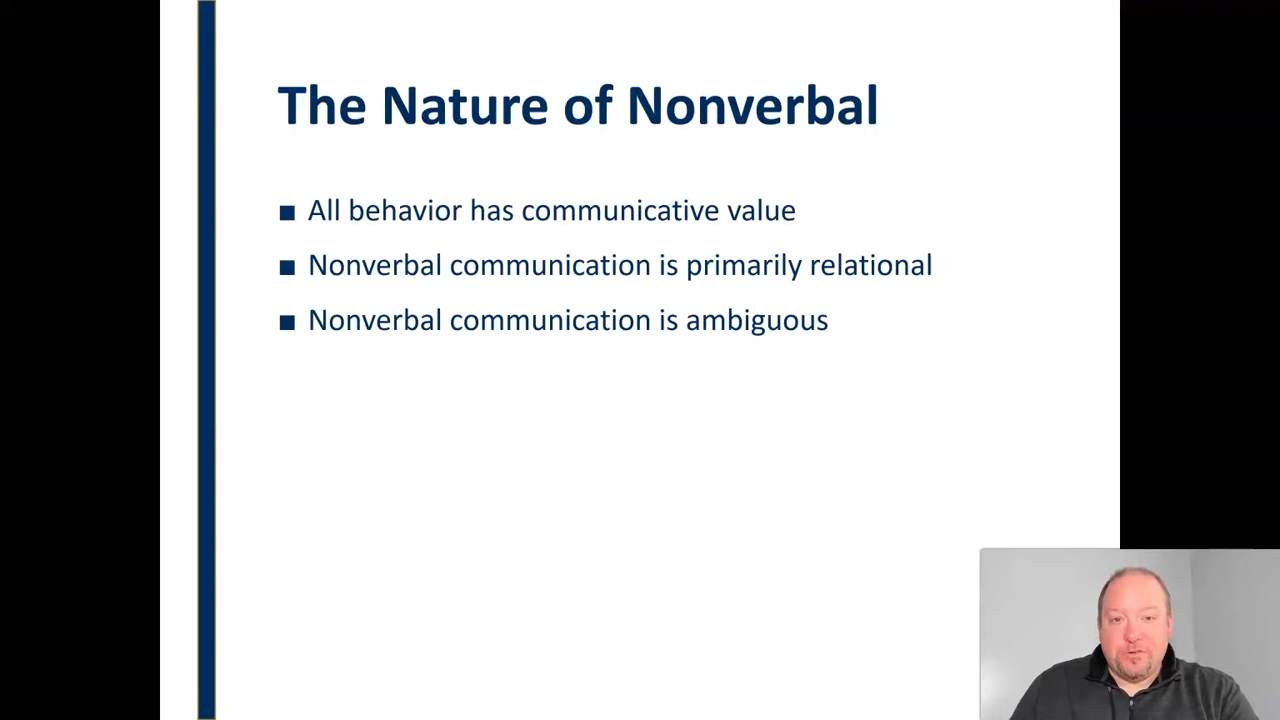 The Nature of Nonverbal
■ All behavior has communicative value
■ Nonverbal communication is primarily relational
■ Nonverbal communication is ambiguous